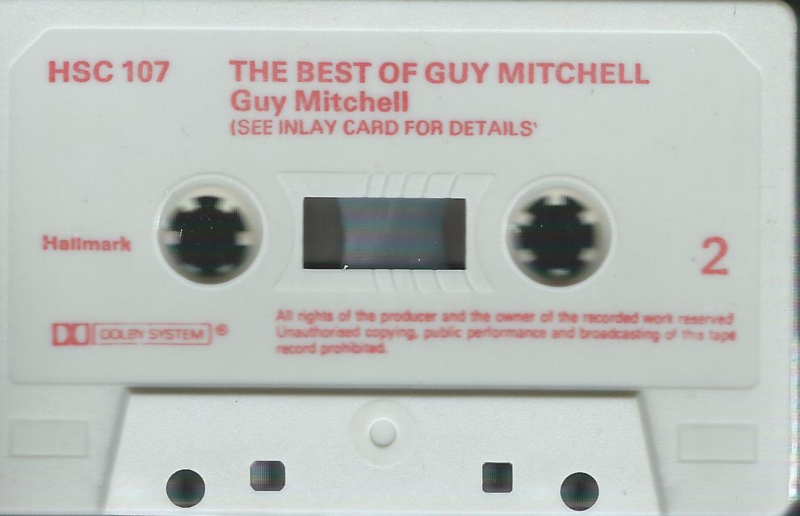 HSC 107
THE BEST OF GUY MITCHELL
Guy Mitchell
(SEE INLAY CARD FOR DETAILS)
Hallmark
2
DOLBY SYSTEM ®
All rights of the producer and the owner of the recorded work reserved
Unauthorised copying, public performance and broadcasting of this tape
record prohibited.